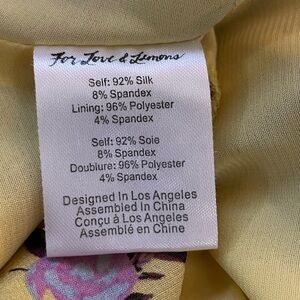 For Love & Lemons
Self: 92% Silk
8% Spandex
Lining: 96% Polyester
4% Spandex
Self: 92% Soie
8% Spandex
Doublure: 96% Polyester
4% Spandex
Designed In Los Angeles
Assembled In China
Conçu à Los Angeles
Assemblé en Chine